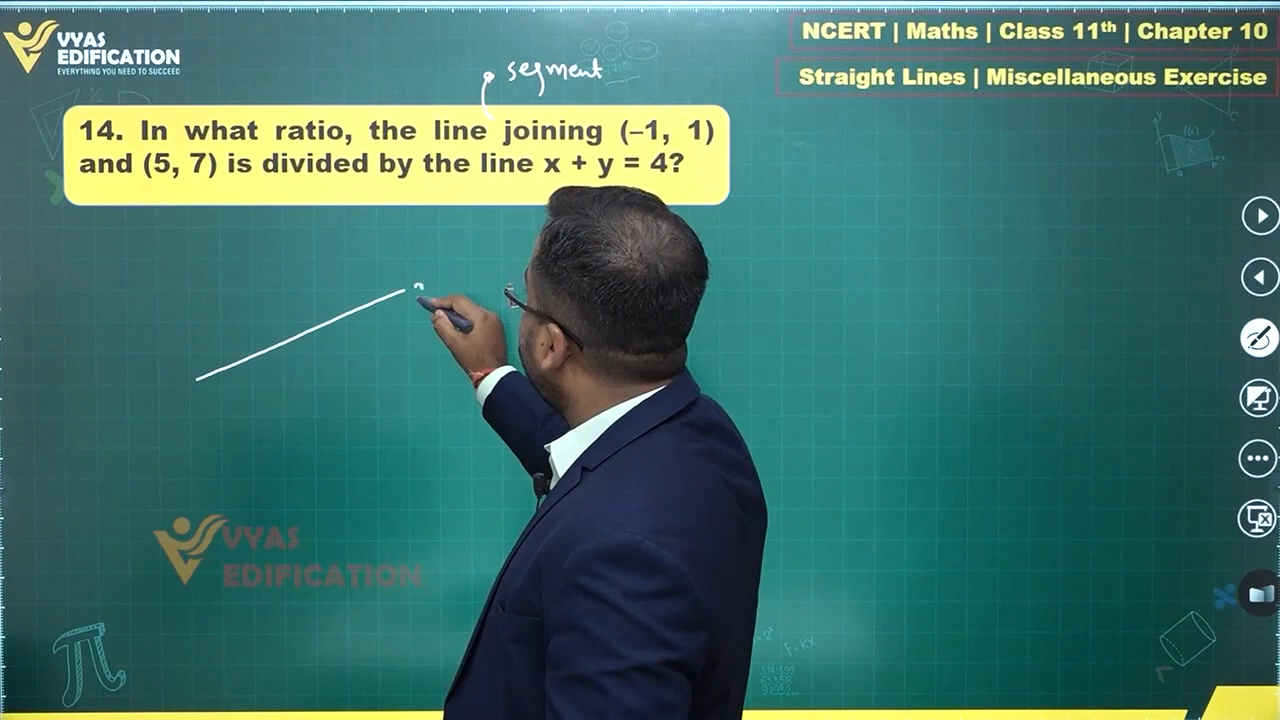 VYAS
EDIFICATION
EVERYTHING YOU NEED TO SUCCEED
NCERT | Maths | Class 11th | Chapter 10
Straight Lines | Miscellaneous Exercise
segment
14. In what ratio, the line joining (–1, 1)
and (5, 7) is divided by the line x + y = 4?
VYAS
EDIFICATION
F=KX